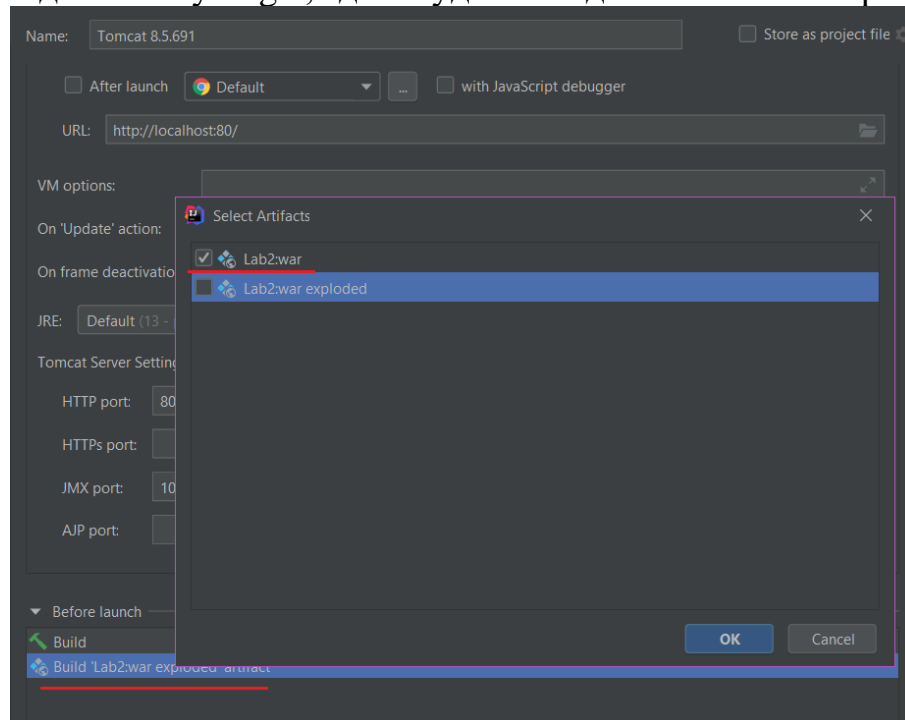 Name: Tomcat 8.5.691 Store as project file
After launch Default ... with JavaScript debugger
URL: http://localhost:80/
VM options:
Select Artifacts
On 'Update' action:
Lab2:war
On frame deactivatio
Lab2:war exploded
JRE: Default (13 -
Tomcat Server Setting
HTTP port: 80
HTTPs port:
JMX port: 10
AJP port:
Before launch
Build
OK Cancel
Build 'Lab2:war exploded' artifact